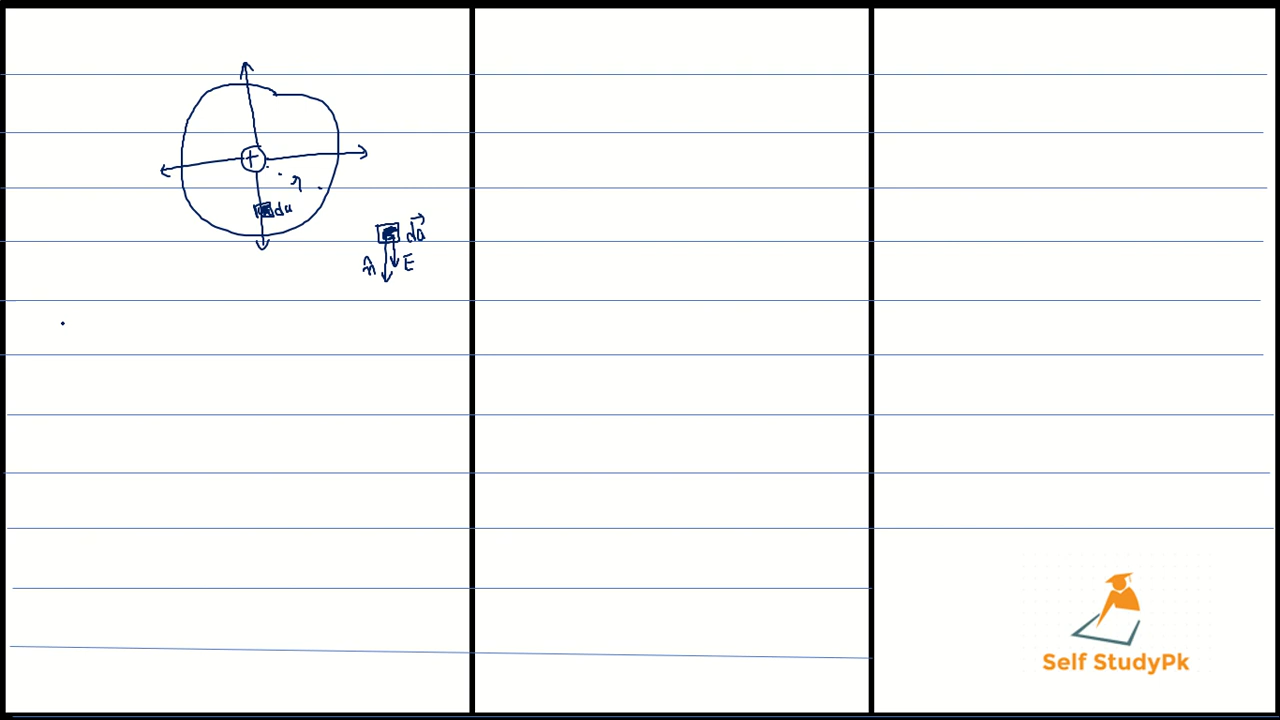 +
r
da
da⃗
n̂ E
Self StudyPk